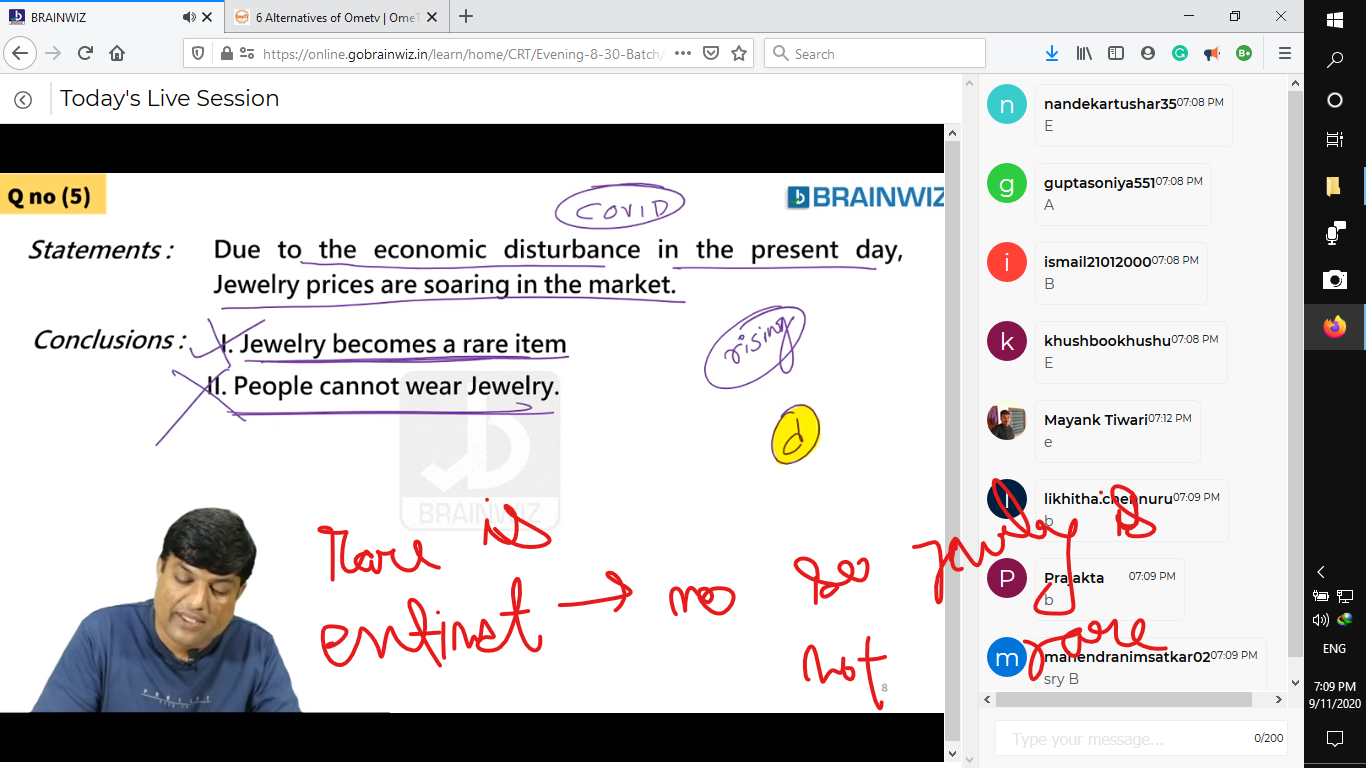 BRAINWIZ
6 Alternatives of Ometv | OmeT
https://online.gobrainwiz.in/learn/home/CRT/Evening-8-30-Batch/
Search
Today's Live Session
Q no (5)
COVID
BRAINWIZ
Statements : Due to the economic disturbance in the present day,
Jewelry prices are soaring in the market.
Conclusions : I. Jewelry becomes a rare item
II. People cannot wear Jewelry.
rising
d
BRAINWIZ
Rare is
entinct → no so jewelry is
not rare
8
n
nandekartushar35 07:08 PM
E
g
guptasoniya551 07:08 PM
A
i
ismail21012000 07:08 PM
B
k
khushbookhushu 07:08 PM
E
Mayank Tiwari 07:12 PM
e
l
likhitha.chennuru 07:09 PM
b
P
Prajakta 07:09 PM
b
m
mahendranimsatkar02 07:09 PM
sry B
Type your message...
0/200
ENG
7:09 PM
9/11/2020